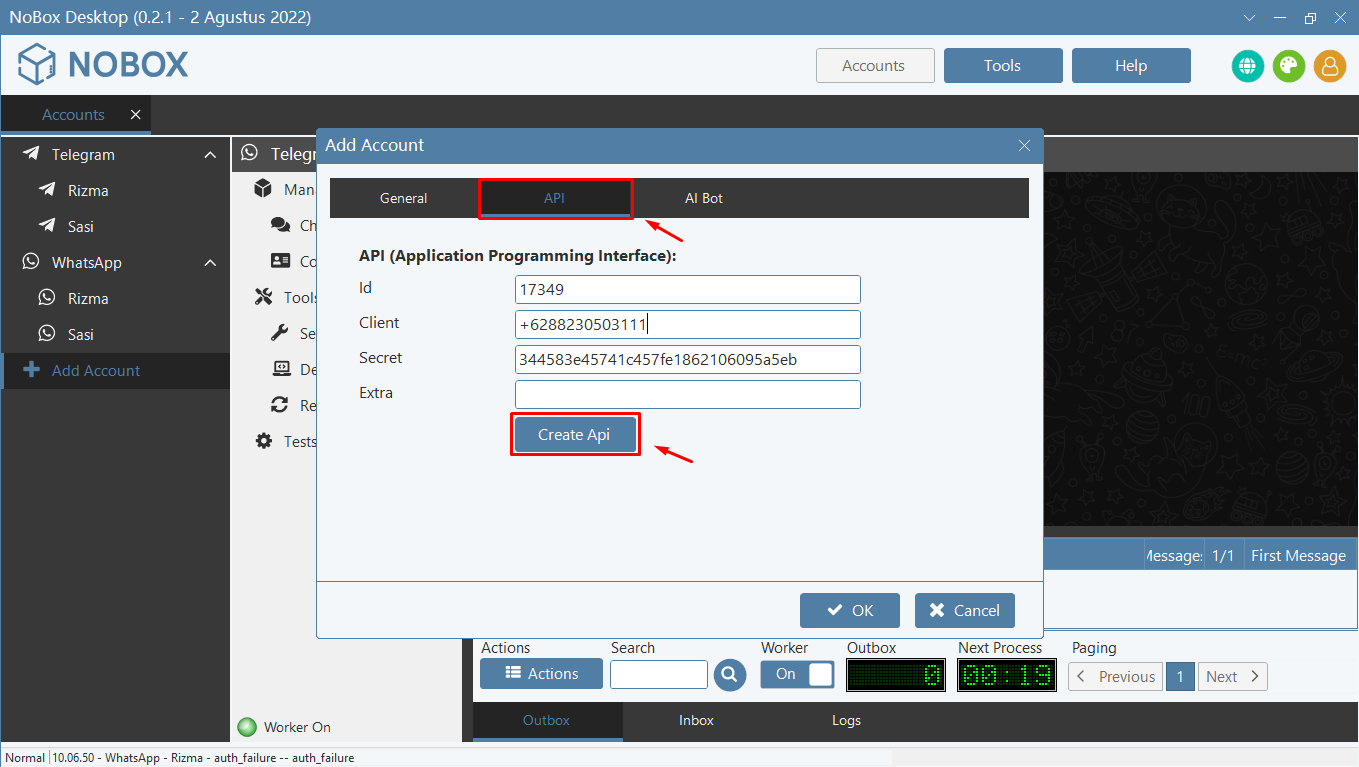 NoBox Desktop (0.2.1 - 2 Agustus 2022)
NOBOX
Accounts
Tools
Help
Accounts
Telegram
Rizma
Sasi
WhatsApp
Rizma
Sasi
Add Account
Telegr
Man
Ch
Co
Tools
Se
De
Re
Tests
Worker On
Add Account
General
API
AI Bot
API (Application Programming Interface):
Id
17349
Client
+6288230503111
Secret
344583e45741c457fe1862106095a5eb
Extra
Create Api
OK
Cancel
Messages
1/1
First Message
Actions
Search
Worker
Outbox
Next Process
Paging
Actions
On
0
00:19
Previous
1
Next
Outbox
Inbox
Logs
Normal
10.06.50 - WhatsApp - Rizma - auth_failure -- auth_failure